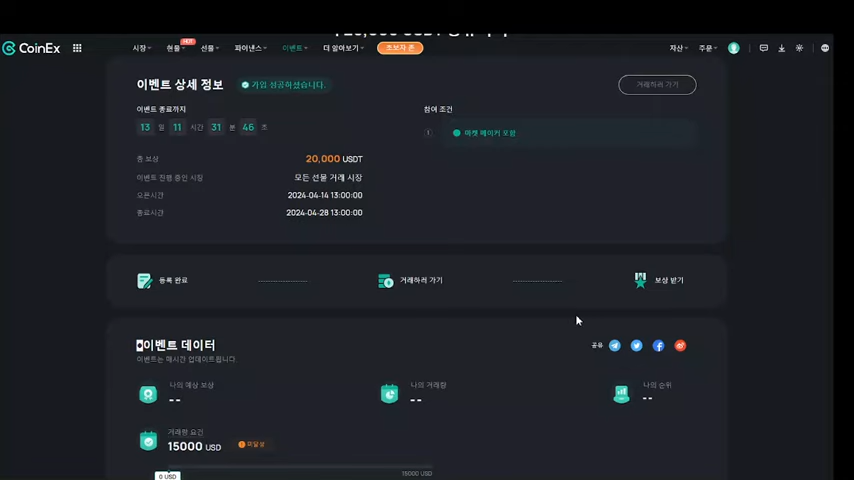 CoinEx
시장
현물
HOT
선물
파이낸스
이벤트
더 알아보기
초보자 존
자산
주문
이벤트 상세 정보
가입 성공하셨습니다.
거래하러 가기
이벤트 종료까지
13 일 11 시간 31 분 46 초
참여 조건
1 마켓 메이커 포함
총 보상
20,000 USDT
이벤트 진행 중인 시장
모든 선물 거래 시장
오픈시간
2024-04-14 13:00:00
종료시간
2024-04-28 13:00:00
등록 완료
거래하러 가기
보상 받기
이벤트 데이터
공유
이벤트는 매시간 업데이트됩니다
나의 예상 보상
--
나의 거래량
--
나의 순위
--
거래량 요건
15000 USD
미달성
0 USD
15000 USD